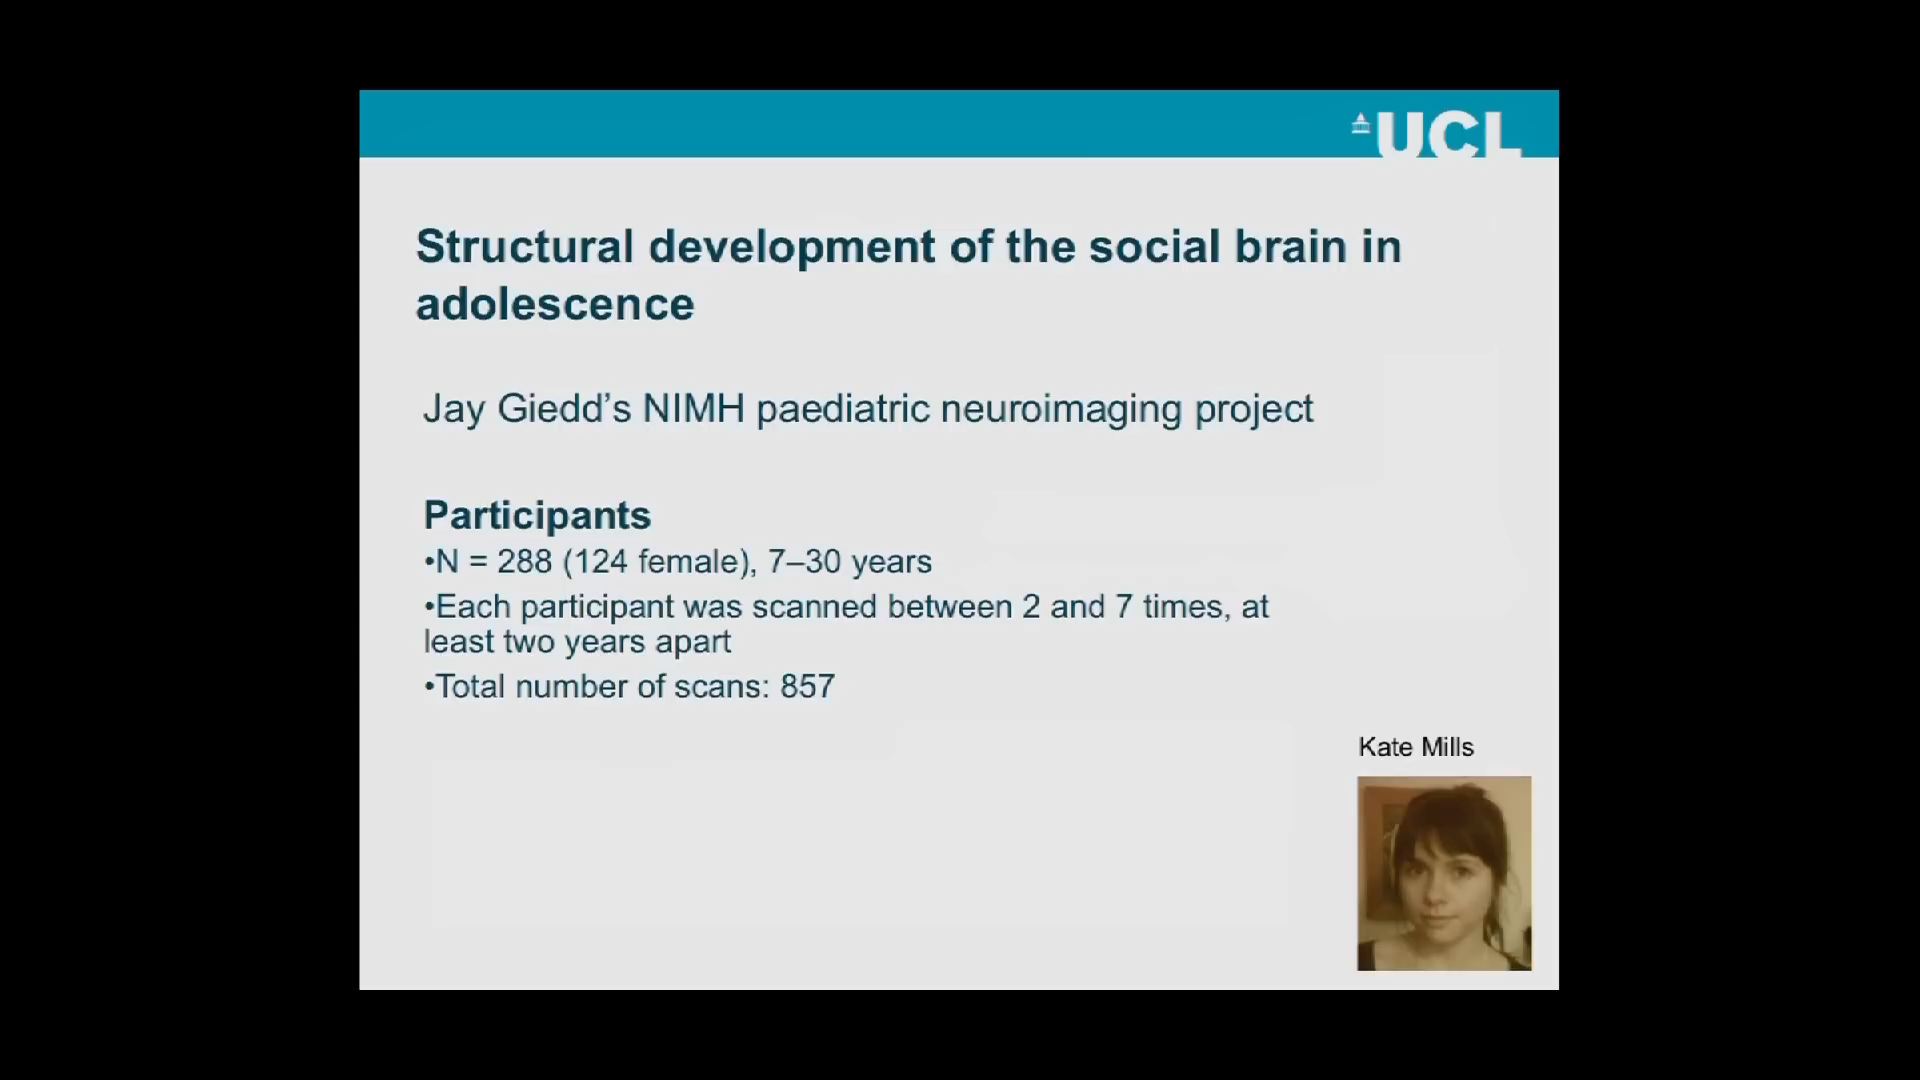 UCL
Structural development of the social brain in
adolescence
Jay Giedd’s NIMH paediatric neuroimaging project
Participants
•N = 288 (124 female), 7–30 years
•Each participant was scanned between 2 and 7 times, at
least two years apart
•Total number of scans: 857
Kate Mills